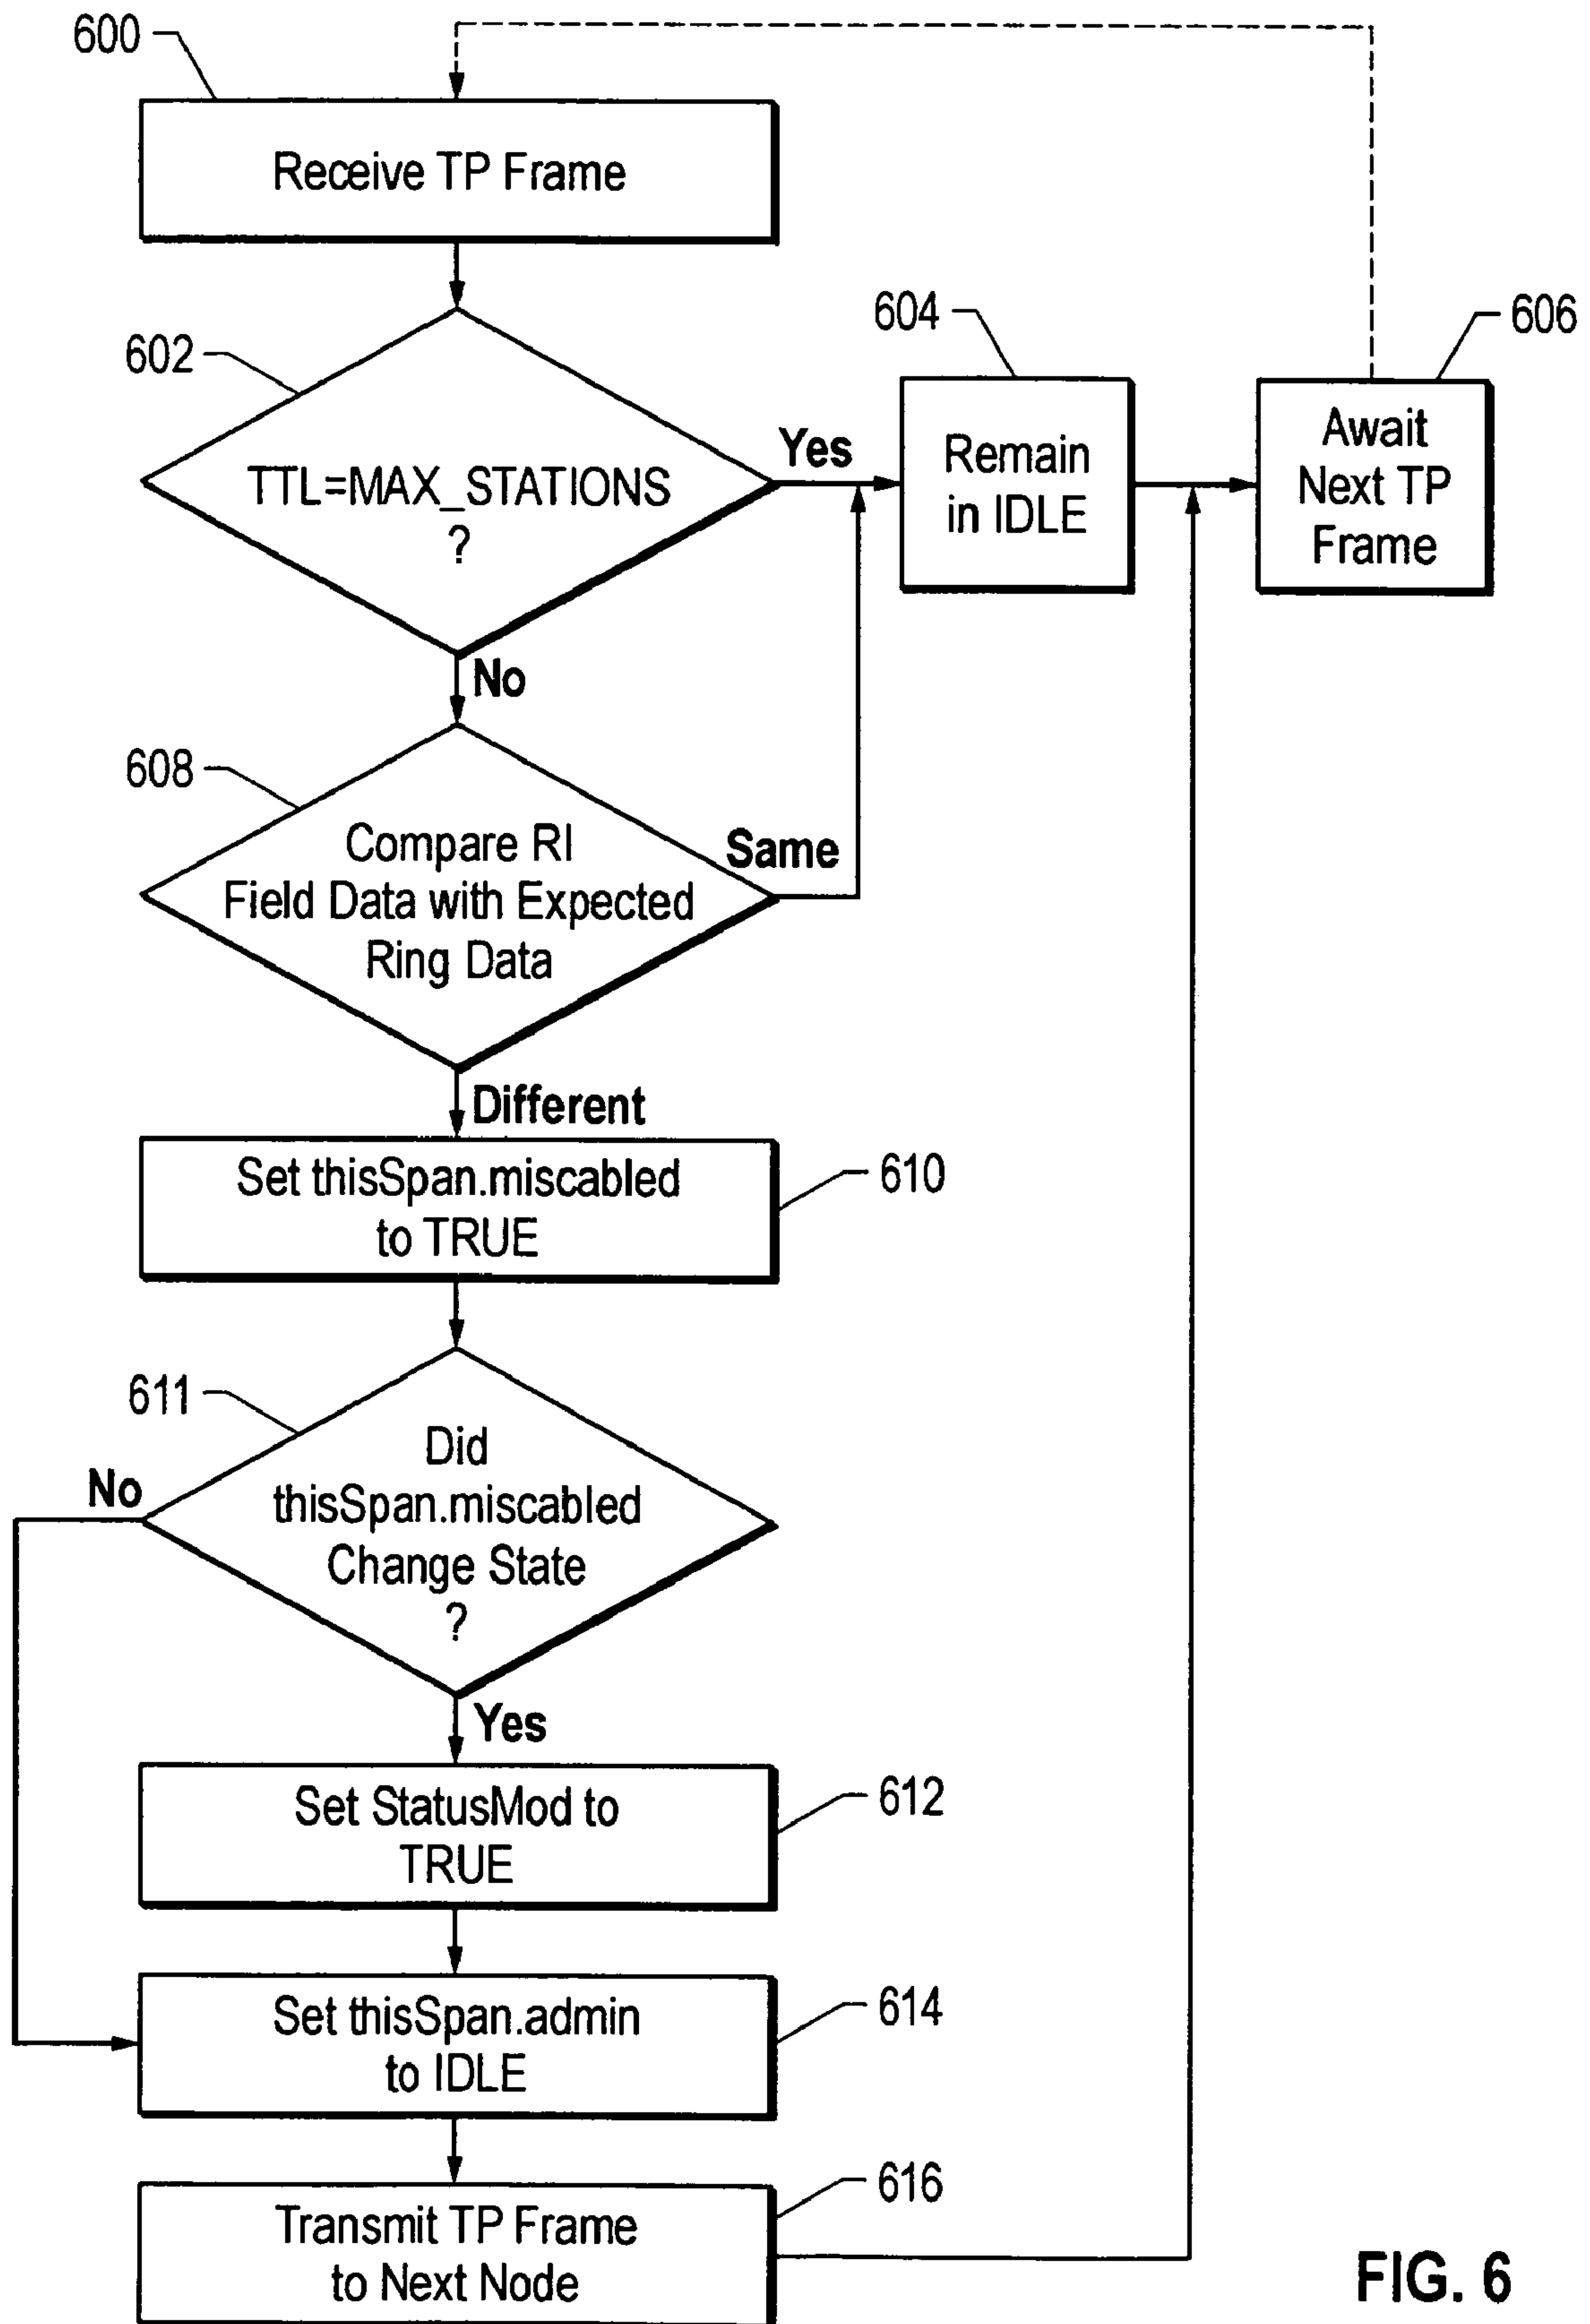 600
Receive TP Frame
602
TTL=MAX_STATIONS
?
Yes
604
Remain
in IDLE
606
Await
Next TP
Frame
No
608
Compare RI
Field Data with Expected
Ring Data
Same
Different
Set thisSpan.miscabled
to TRUE
610
611
Did
thisSpan.miscabled
Change State
?
No
Yes
Set StatusMod to
TRUE
612
Set thisSpan.admin
to IDLE
614
Transmit TP Frame
to Next Node
616
FIG. 6